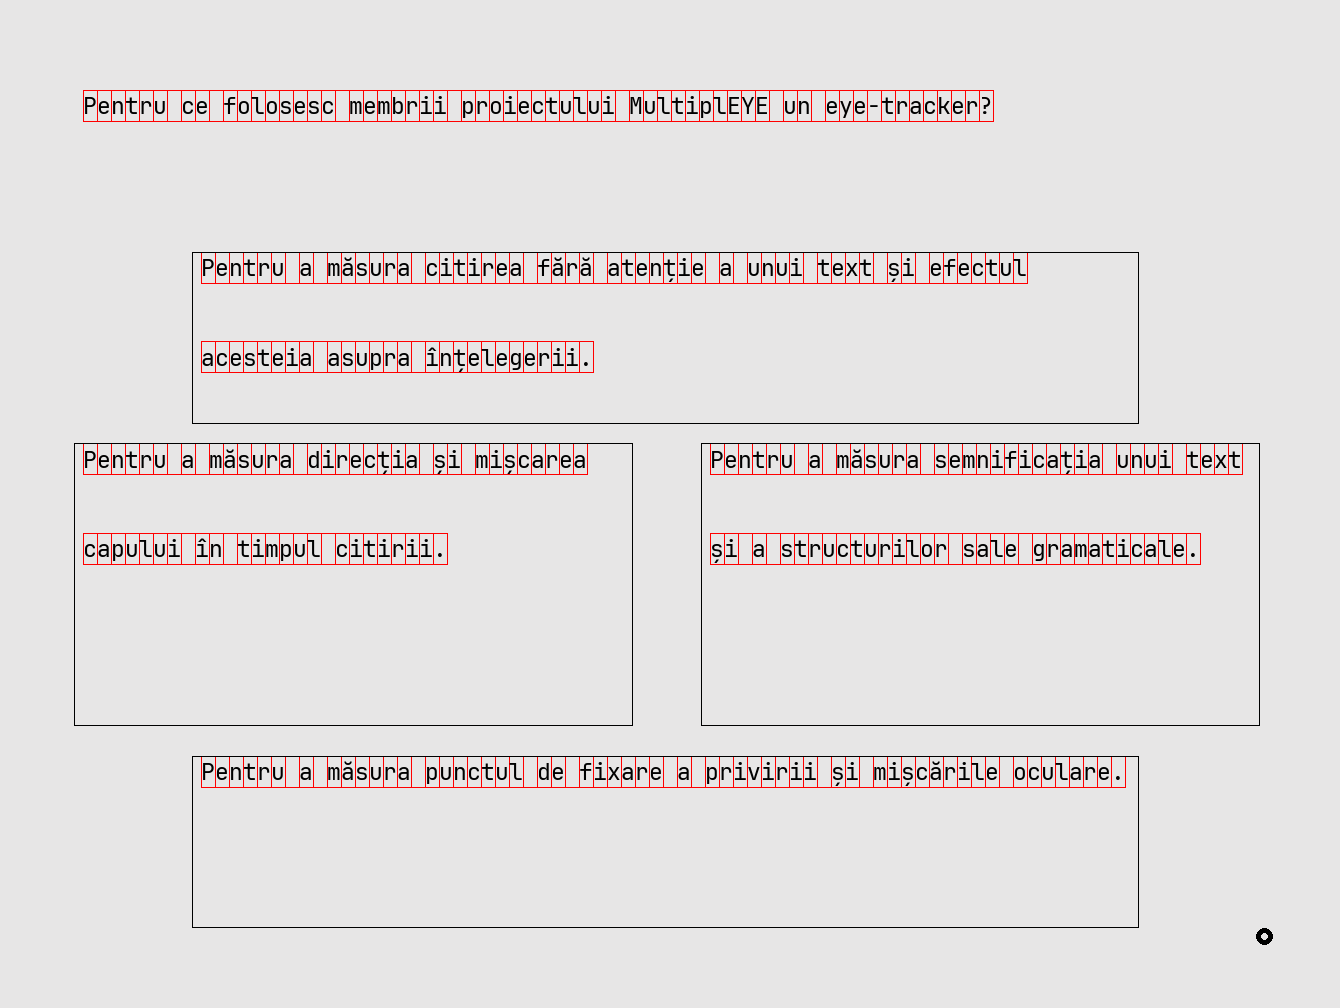 Pentru ce folosesc membrii proiectului MultiplEYE un eye-tracker?
Pentru a măsura citirea fără atenție a unui text și efectul
acesteia asupra înțelegerii.
Pentru a măsura direcția și mișcarea
capului în timpul citirii.
Pentru a măsura semnificația unui text
și a structurilor sale gramaticale.
Pentru a măsura punctul de fixare a privirii și mișcările oculare.